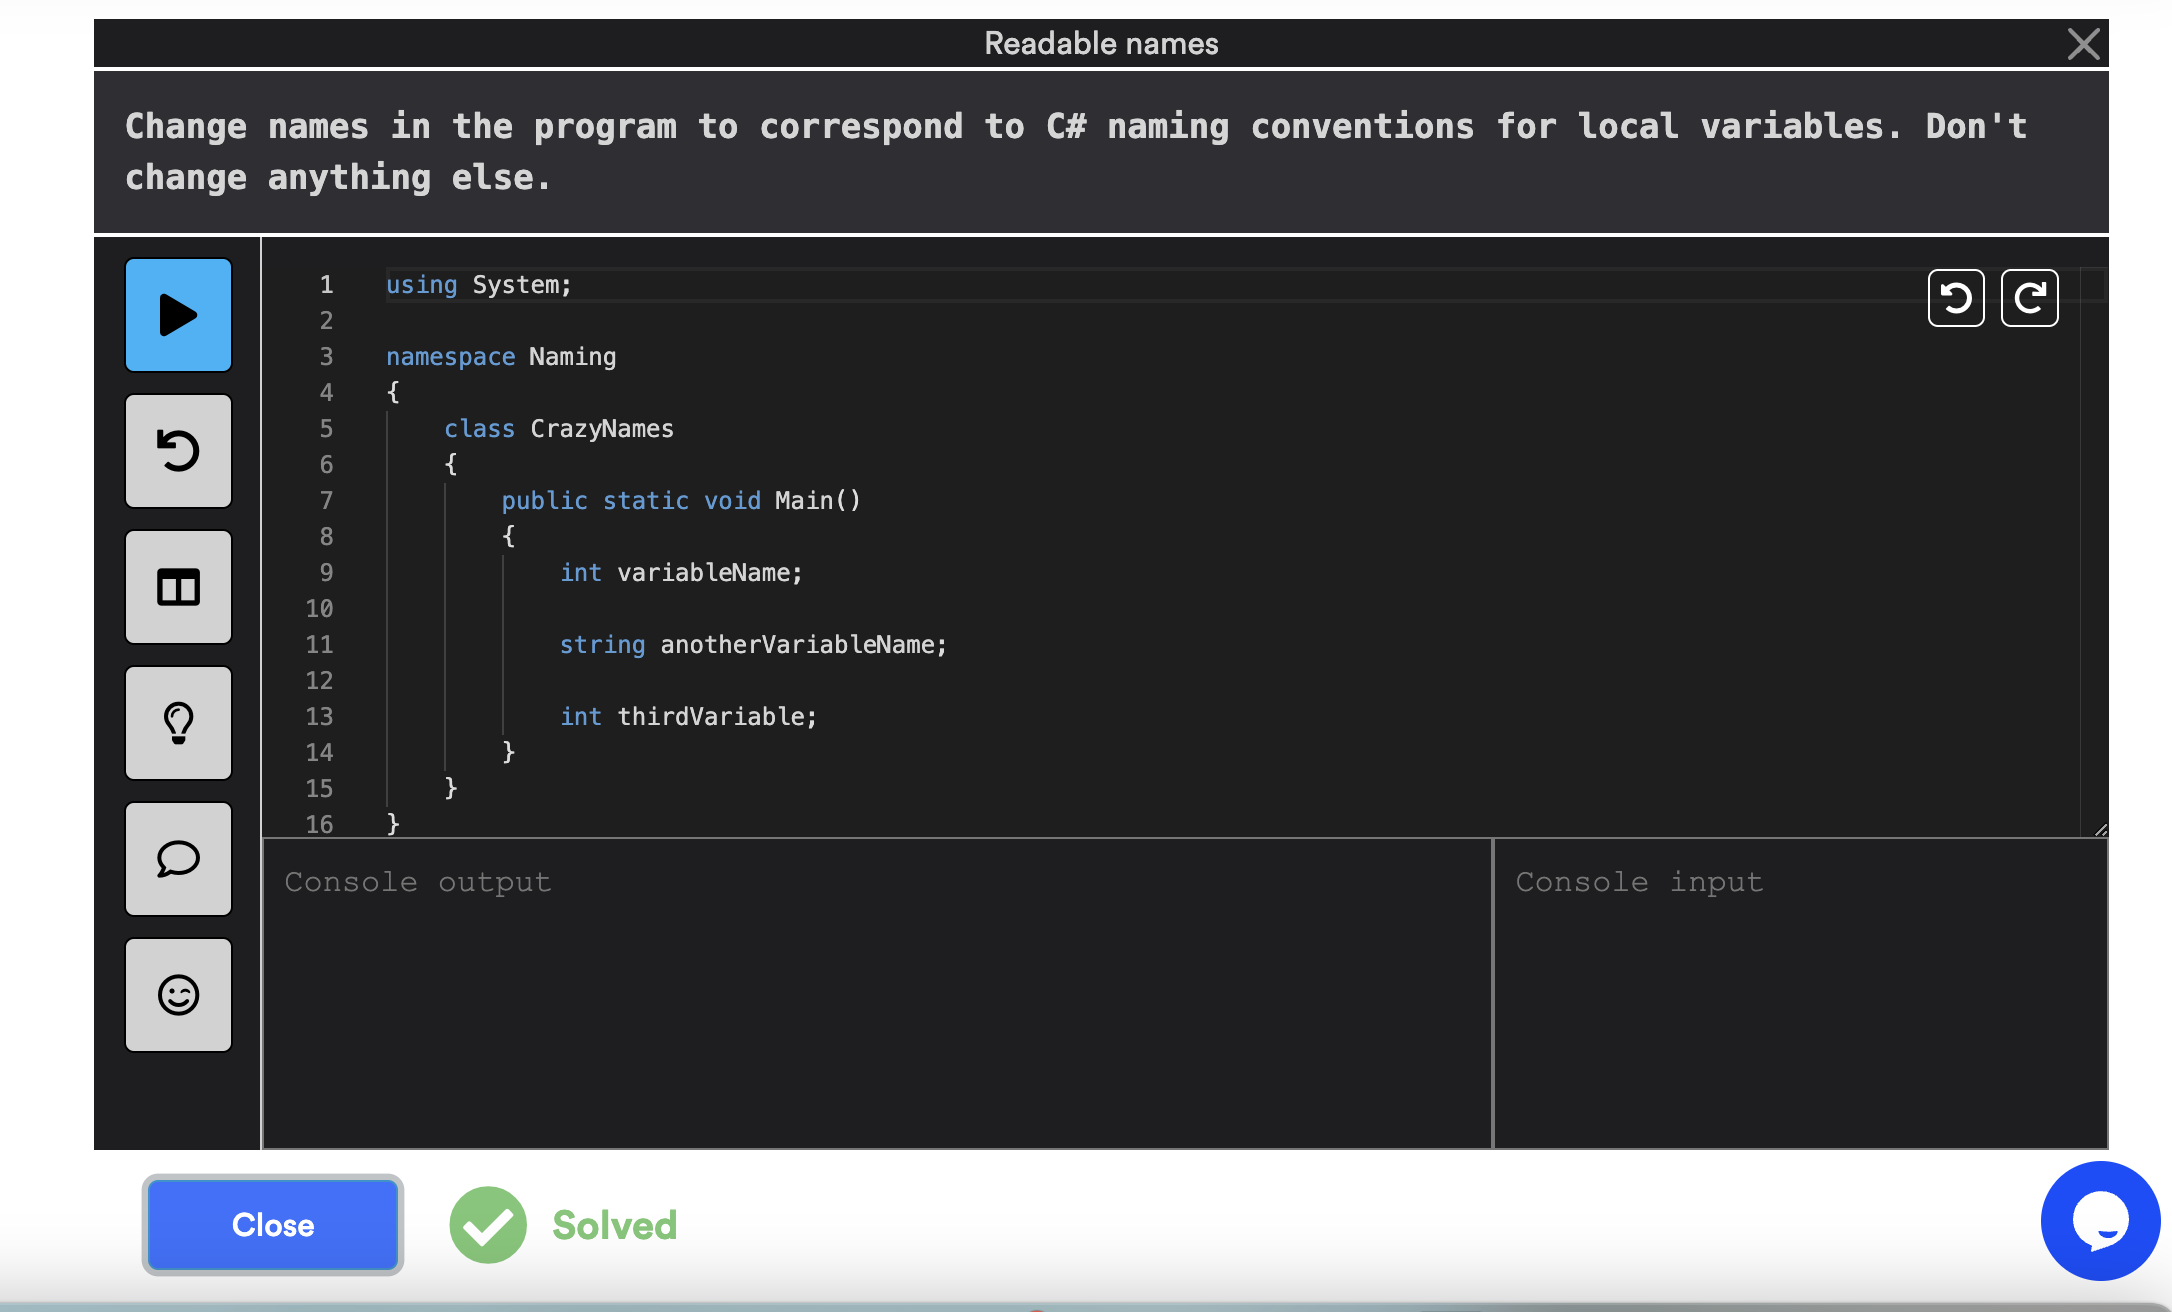 Readable names
Change names in the program to correspond to C# naming conventions for local variables. Don't
change anything else.
1 using System;
2
3 namespace Naming
4 {
5 class CrazyNames
6 {
7 public static void Main()
8 {
9 int variableName;
10
11 string anotherVariableName;
12
13 int thirdVariable;
14 }
15 }
16 }
Console output
Console input
Close
Solved